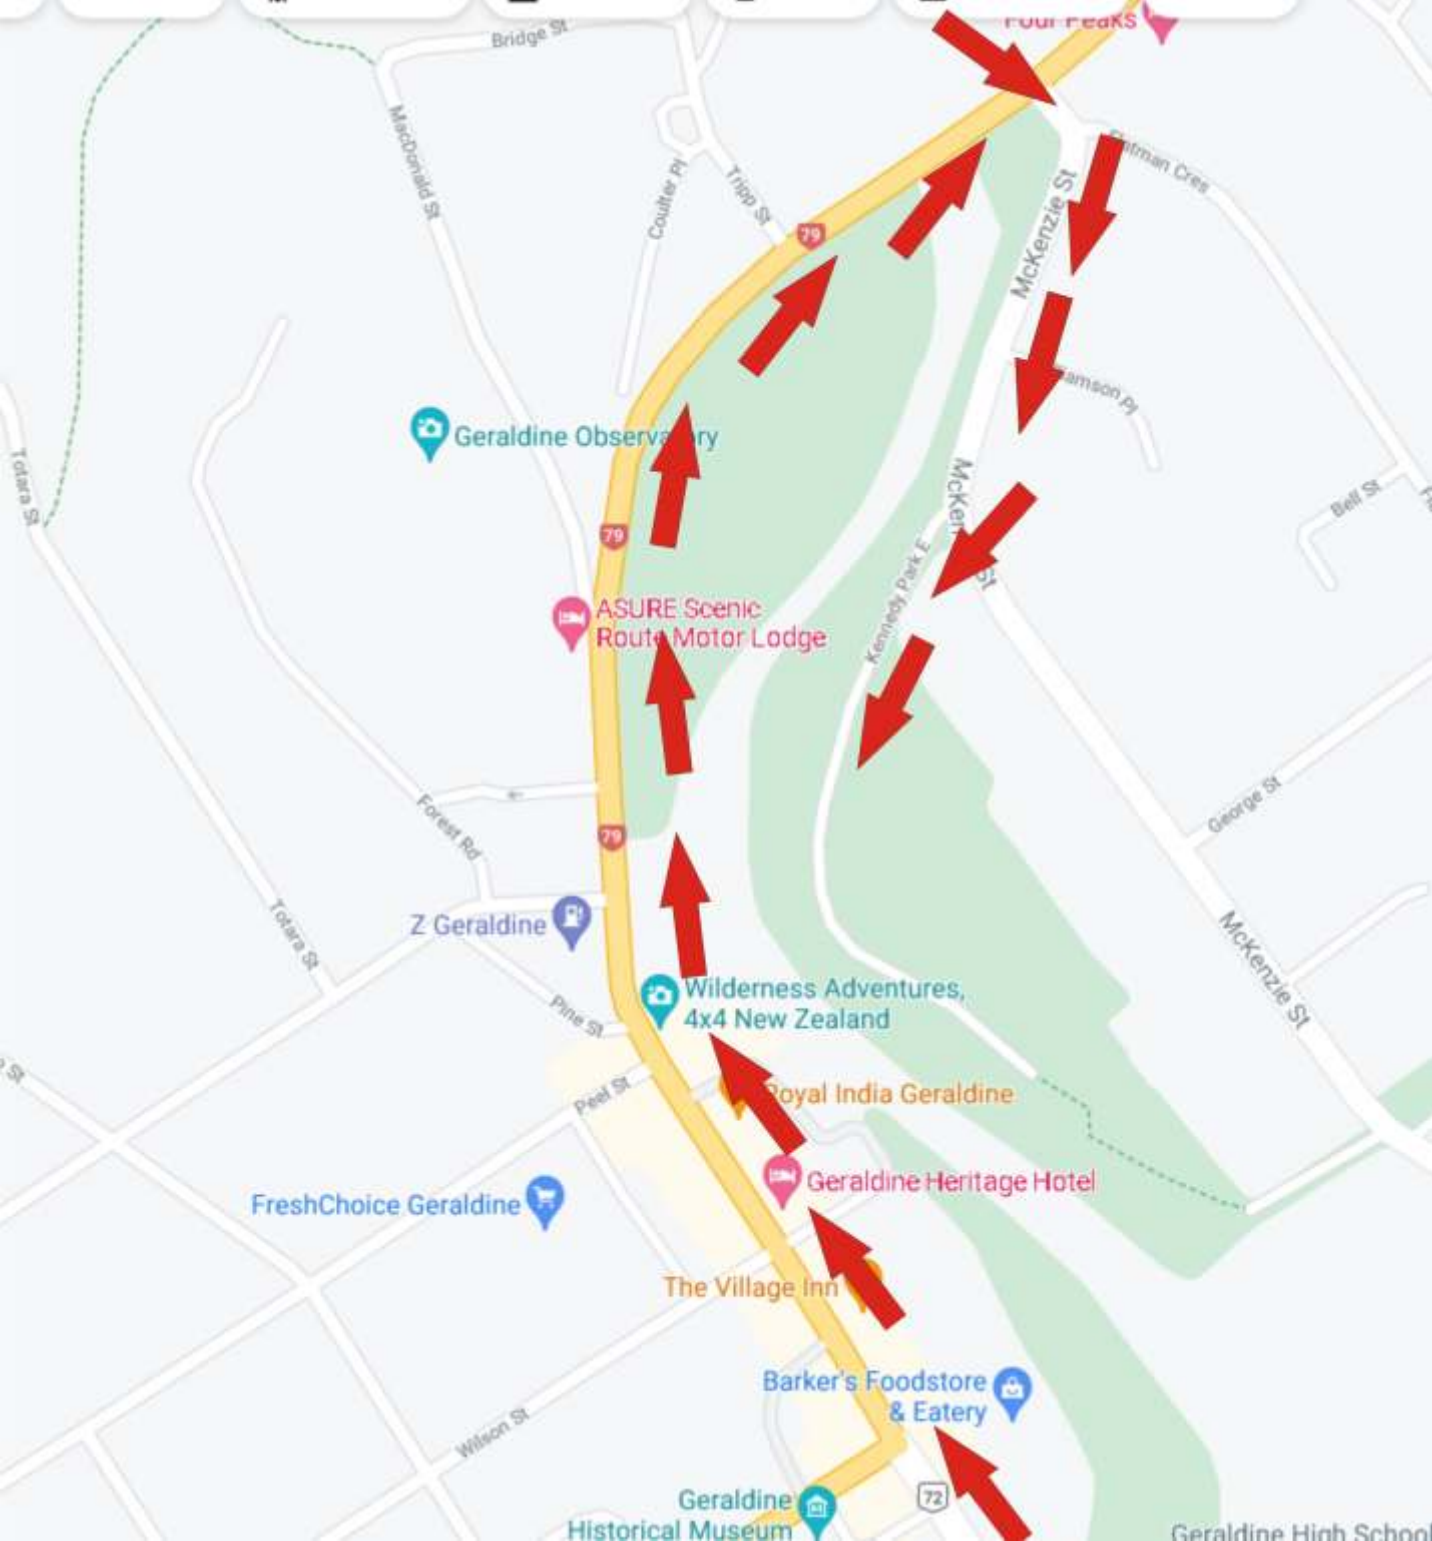 Four Peaks
Bridge St
MacDonald St
Coulter Pl
Tripp St
79
McKenzie St
Geraldine Observatory
Totara St
79
ASURE Scenic
Route Motor Lodge
Kennedy Park E
Bell St
79
Forest Rd
George St
Z Geraldine
Totara St
Pine St
Wilderness Adventures,
4x4 New Zealand
McKenzie St
Peel St
Royal India Geraldine
Geraldine Heritage Hotel
FreshChoice Geraldine
The Village Inn
Barker's Foodstore
& Eatery
Wilson St
72
Geraldine
Historical Museum
Geraldine High School